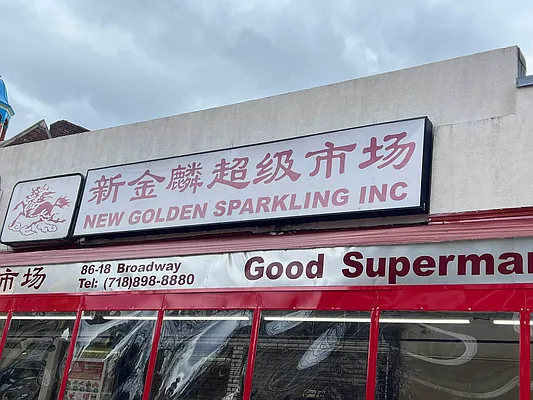 新金麟超级市场
NEW GOLDEN SPARKLING INC
市场
86-18 Broadway
Tel: (718)898-8880
Good Superma